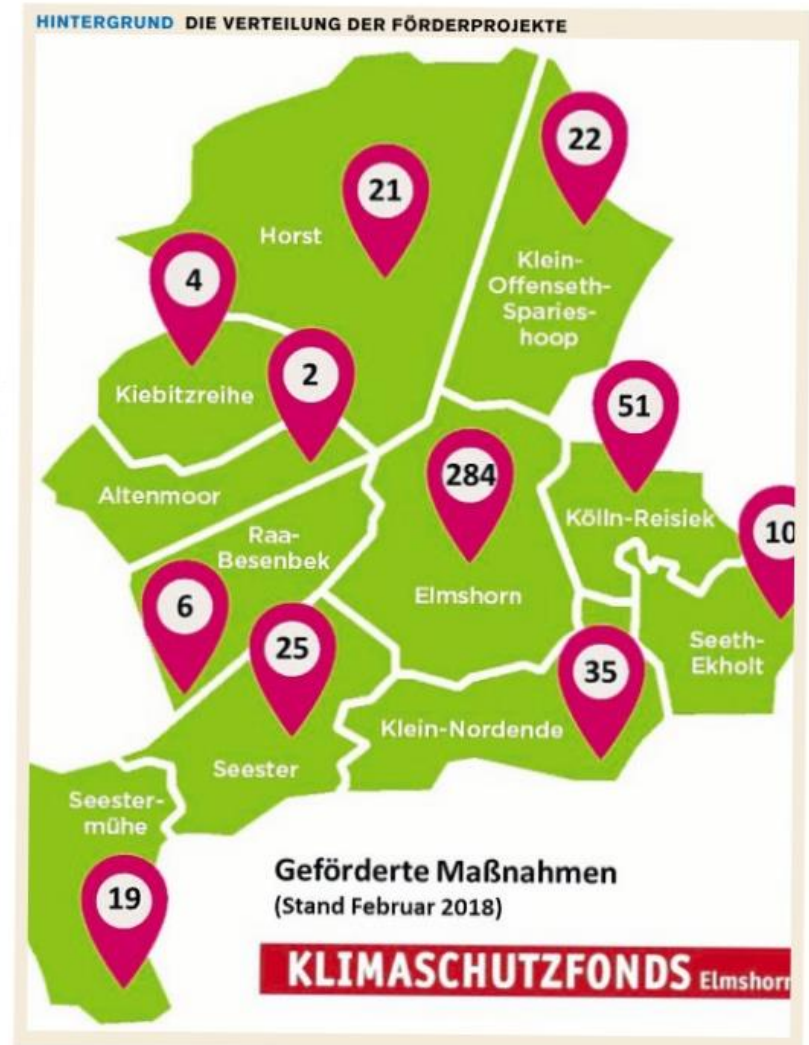 HINTERGRUND DIE VERTEILUNG DER FÖRDERPROJEKTE
22
21
Horst
Klein-
Offenseth-
Sparies-
hoop
4
2
Kiebitzreihe
51
284
Altenmoor
Kölln-Reisiek
10
Raa-
Besenbek
Elmshorn
6
25
Seeth-
Ekholt
35
Klein-Nordende
Seester
Seester-
mühe
19
Geförderte Maßnahmen
(Stand Februar 2018)
KLIMASCHUTZFONDS Elmshorn